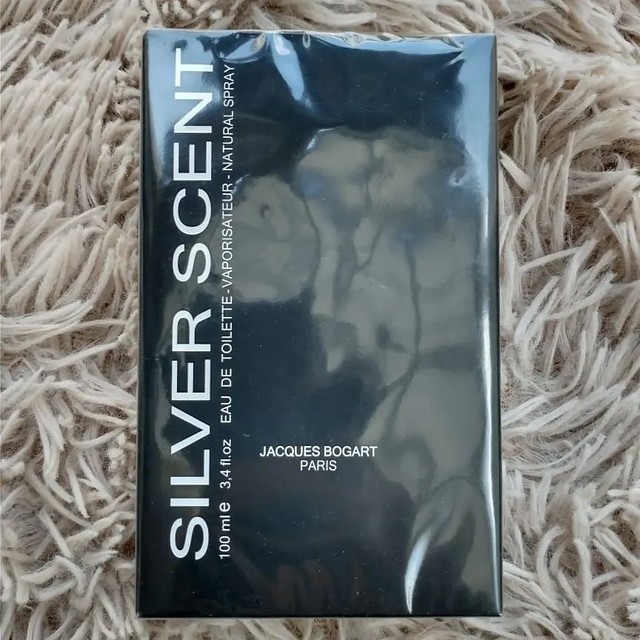 SILVER SCENT
100 ml e 3,4 fl.oz EAU DE TOILETTE - VAPORISATEUR - NATURAL SPRAY
JACQUES BOGART
PARIS